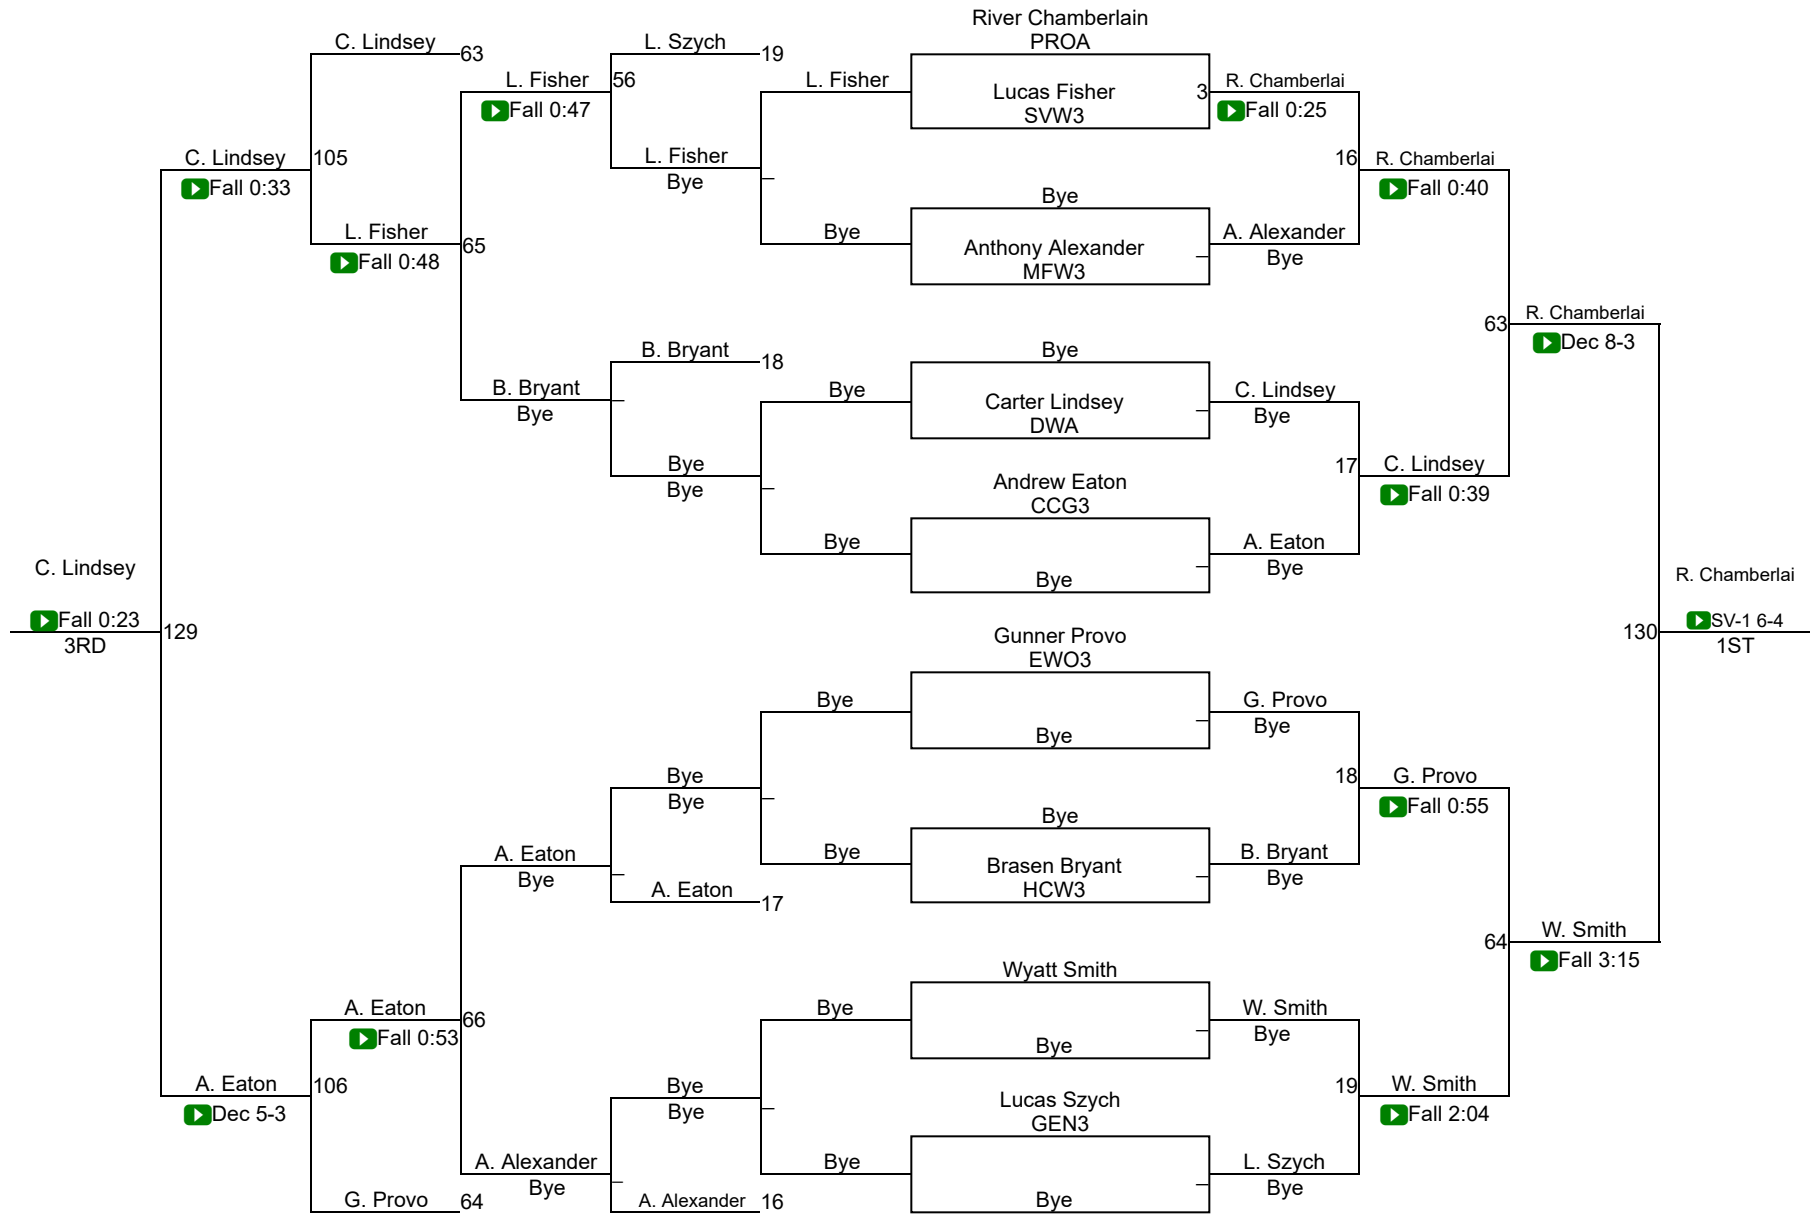 River Chamberlain
PROA
C. Lindsey
63
L. Szych
19
L. Fisher
56
Fall 0:47
L. Fisher
Lucas Fisher
SVW3
3
R. Chamberlai
Fall 0:25
C. Lindsey
105
Fall 0:33
L. Fisher
Bye
_
16
R. Chamberlai
Fall 0:40
Bye
L. Fisher
65
Fall 0:48
Bye
Anthony Alexander
MFW3
_
A. Alexander
Bye
63
R. Chamberlai
Dec 8-3
B. Bryant
18
Bye
B. Bryant
Bye
_
Bye
Carter Lindsey
DWA
_
C. Lindsey
Bye
Bye
Bye
_
17
C. Lindsey
Fall 0:39
Andrew Eaton
CCG3
Bye
Bye
_
A. Eaton
Bye
C. Lindsey
Fall 0:23
3RD
129
R. Chamberlai
130
SV-1 6-4
1ST
Gunner Provo
EWO3
Bye
Bye
_
G. Provo
Bye
Bye
Bye
_
18
G. Provo
Fall 0:55
Bye
A. Eaton
Bye
_
Bye
Brasen Bryant
HCW3
_
B. Bryant
Bye
A. Eaton
17
64
W. Smith
Fall 3:15
Wyatt Smith
A. Eaton
66
Fall 0:53
Bye
Bye
_
W. Smith
Bye
A. Eaton
106
Dec 5-3
Bye
Bye
_
19
W. Smith
Fall 2:04
Lucas Szych
GEN3
A. Alexander
Bye
_
Bye
Bye
_
L. Szych
Bye
G. Provo
64
A. Alexander
16